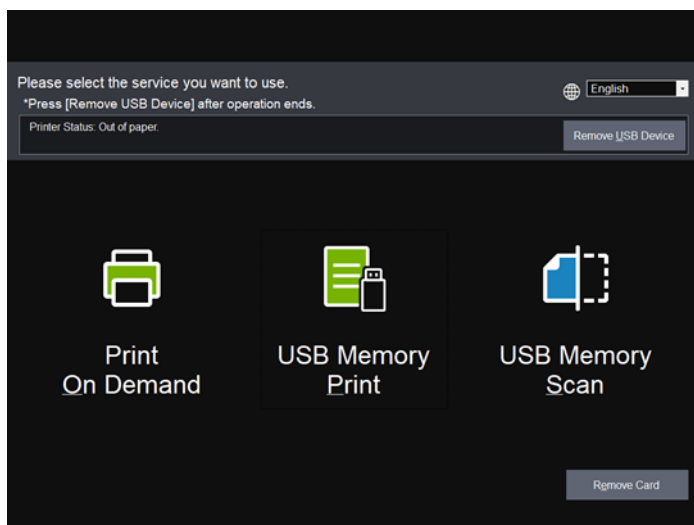 Please select the service you want to use.
English
*Press [Remove USB Device] after operation ends.
Printer Status: Out of paper.
Remove USB Device
Print
On Demand
USB Memory
Print
USB Memory
Scan
Remove Card